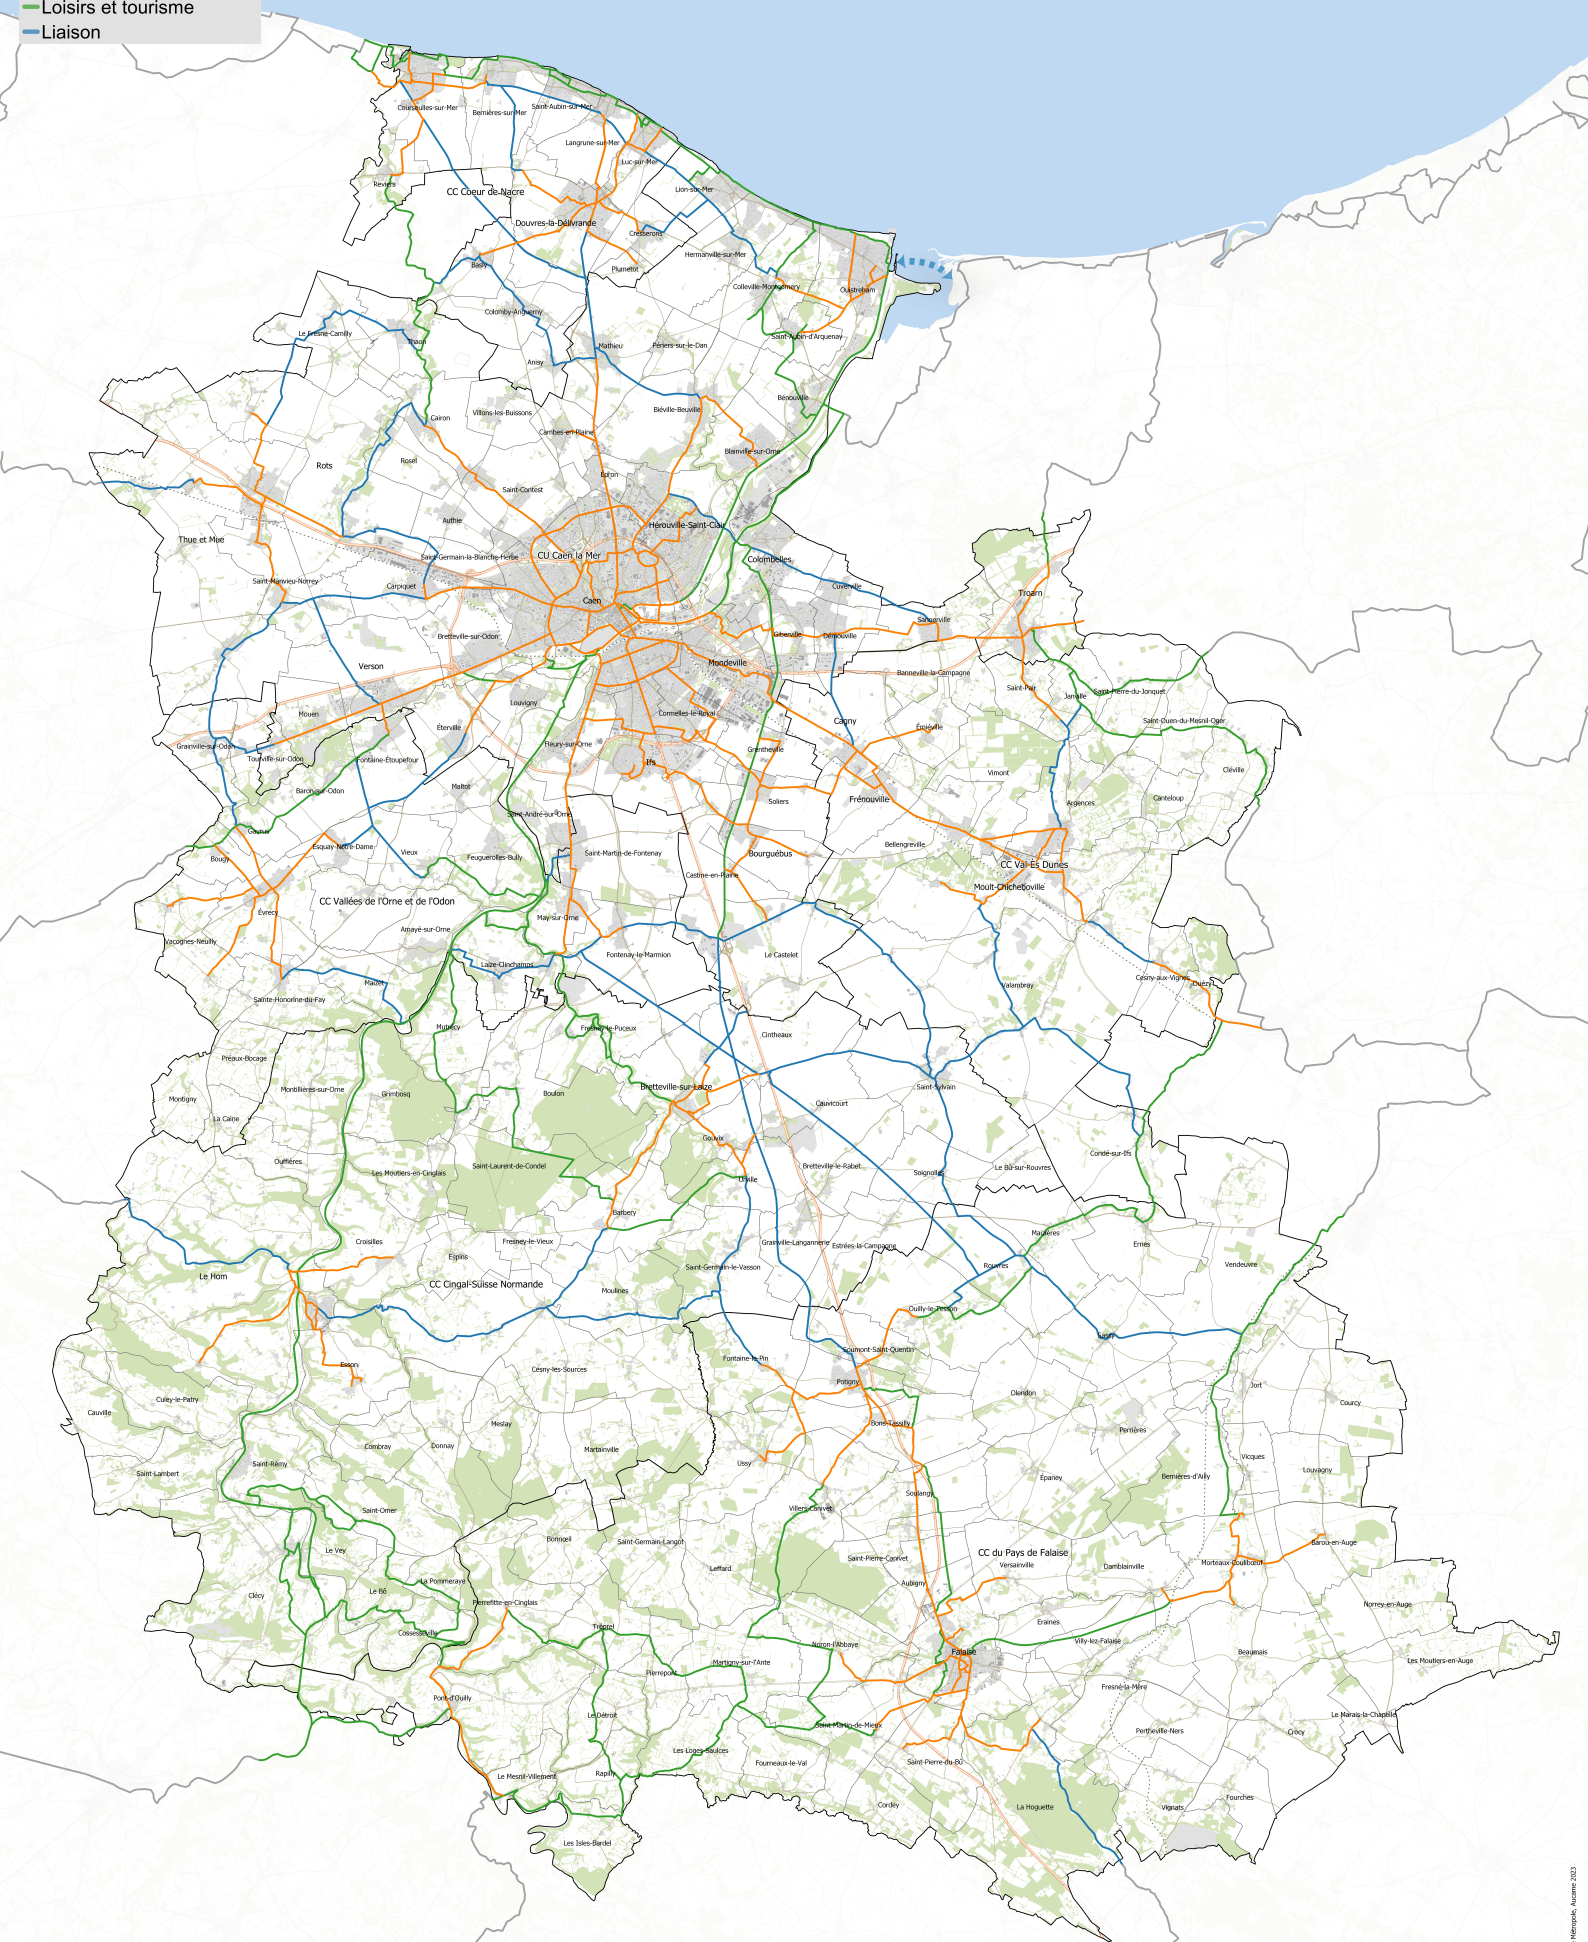 Loisirs et tourisme
Liaison
Courseulles-sur-Mer
Bernières-sur-Mer
Saint-Aubin-sur-Mer
Langrune-sur-Mer
Luc-sur-Mer
Reviers
CC Coeur de Nacre
Lion-sur-Mer
Douvres-la-Délivrande
Cresserons
Hermanville-sur-Mer
Basly
Plumetot
Colleville-Montgomery
Ouistreham
Colomby-Anguerny
Le Fresne-Camilly
Thaon
Mathieu
Périers-sur-le-Dan
Saint-Aubin-d'Arquenay
Anisy
Bénouville
Cairon
Villons-les-Buissons
Biéville-Beuville
Cambes-en-Plaine
Blainville-sur-Orne
Rots
Rosel
Epron
Saint-Contest
Authie
Hérouville-Saint-Clair
Thue et Mue
Saint-Germain-la-Blanche-Herbe
CU Caen la Mer
Colombelles
Saint-Manvieu-Norrey
Carpiquet
Cuverville
Troarn
Caen
Sannerville
Bretteville-sur-Odon
Giberville
Démouville
Verson
Mondeville
Banneville-la-Campagne
Saint-Pair
Janville
Saint-Pierre-du-Jonquet
Louvigny
Mouen
Cormelles-le-Royal
Cagny
Saint-Ouen-du-Mesnil-Oger
Éterville
Émiéville
Grainville-sur-Odon
Fleury-sur-Orne
Grentheville
Tourville-sur-Odon
Fontaine-Étoupefour
Ifs
Vimont
Cléville
Baron-sur-Odon
Maltot
Soliers
Frénouville
Argences
Canteloup
Saint-André-sur-Orne
Gavrus
Esquay-Notre-Dame
Vieux
Feuguerolles-Bully
Saint-Martin-de-Fontenay
Bourguébus
Bellengreville
Bougy
CC Val Ès Dunes
Castine-en-Plaine
Moult-Chicheboville
CC Vallées de l'Orne et de l'Odon
Évrecy
May-sur-Orne
Amayé-sur-Orne
Vacognes-Neuilly
Fontenay-le-Marmion
Le Castelet
Laize-Clinchamps
Cesny-aux-Vignes
Ouézy
Maizet
Valambray
Sainte-Honorine-du-Fay
Mutrécy
Fresney-le-Puceux
Cintheaux
Préaux-Bocage
Bretteville-sur-Laize
Saint-Sylvain
Montillières-sur-Orne
Grimbosq
Boulon
Montigny
Cauvicourt
La Caine
Gouvix
Condé-sur-Ifs
Ouffières
Les Moutiers-en-Cinglais
Saint-Laurent-de-Condel
Bretteville-le-Rabet
Soignolles
Le Bû-sur-Rouvres
Urville
Barbery
Maizières
Croisilles
Fresney-le-Vieux
Grainville-Langannerie
Estrées-la-Campagne
Ernes
Espins
Saint-Germain-le-Vasson
Rouvres
Vendeuvre
Le Hom
CC Cingal-Suisse Normande
Moulines
Ouilly-le-Tesson
Sassy
Soumont-Saint-Quentin
Fontaine-le-Pin
Esson
Cesny-les-Sources
Potigny
Jort
Culey-le-Patry
Olendon
Courcy
Cauville
Meslay
Bons-Tassilly
Perrières
Combray
Donnay
Martainville
Vicques
Saint-Rémy
Ussy
Saint-Lambert
Épaney
Bernières-d'Ailly
Louvagny
Soulangy
Saint-Omer
Villers-Canivet
Bonnœil
Saint-Germain-Langot
Barou-en-Auge
Le Vey
CC du Pays de Falaise
Saint-Pierre-Canivet
Versainville
Damblainville
Morteaux-Coulibœuf
Leffard
La Pommeraye
Aubigny
Le Bô
Clécy
Pierrefitte-en-Cinglais
Norrey-en-Auge
Eraines
Cossesseville
Tréprel
Noron-l'Abbaye
Villy-lez-Falaise
Falaise
Beaumais
Martigny-sur-l'Ante
Les Moutiers-en-Auge
Pierrepont
Fresné-la-Mère
Pont-d'Ouilly
Le Détroit
Le Marais-la-Chapelle
Saint-Martin-de-Mieux
Pertheville-Ners
Crocy
Les Loges-Saulces
Fourneaux-le-Val
Saint-Pierre-du-Bû
Le Mesnil-Villement
Rapilly
Fourches
Cordey
La Hoguette
Vignats
Les Isles-Bardel
Métropole, Aucame 2023